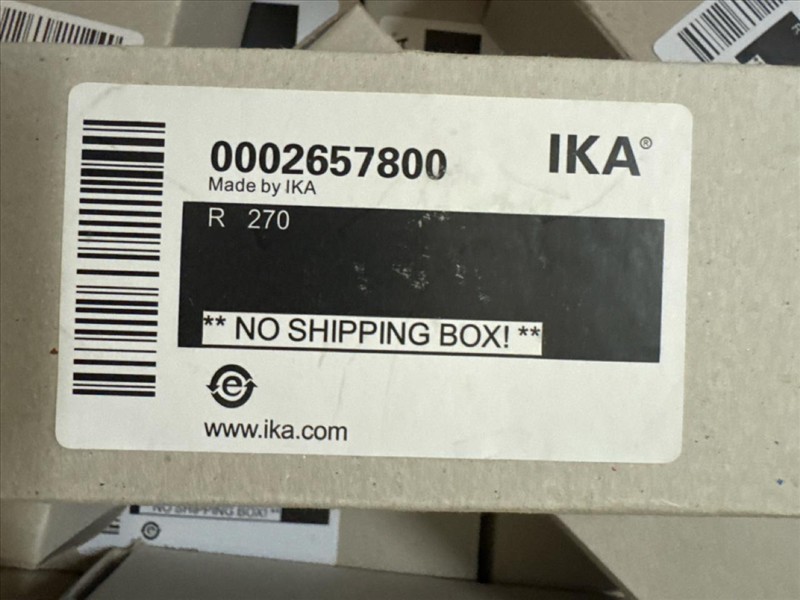 0002657800
IKA®
Made by IKA
R 270
** NO SHIPPING BOX! **
e
www.ika.com
NO SHIPPING BOX! **
e